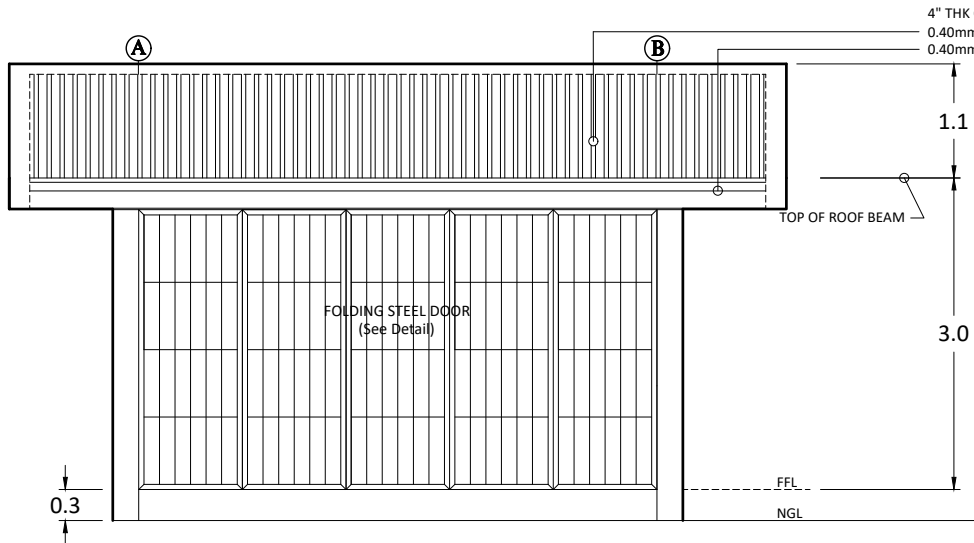 4" THK
0.40mm
0.40mm
A
B
1.1
TOP OF ROOF BEAM
FOLDING STEEL DOOR
(See Detail)
3.0
FFL
0.3
NGL